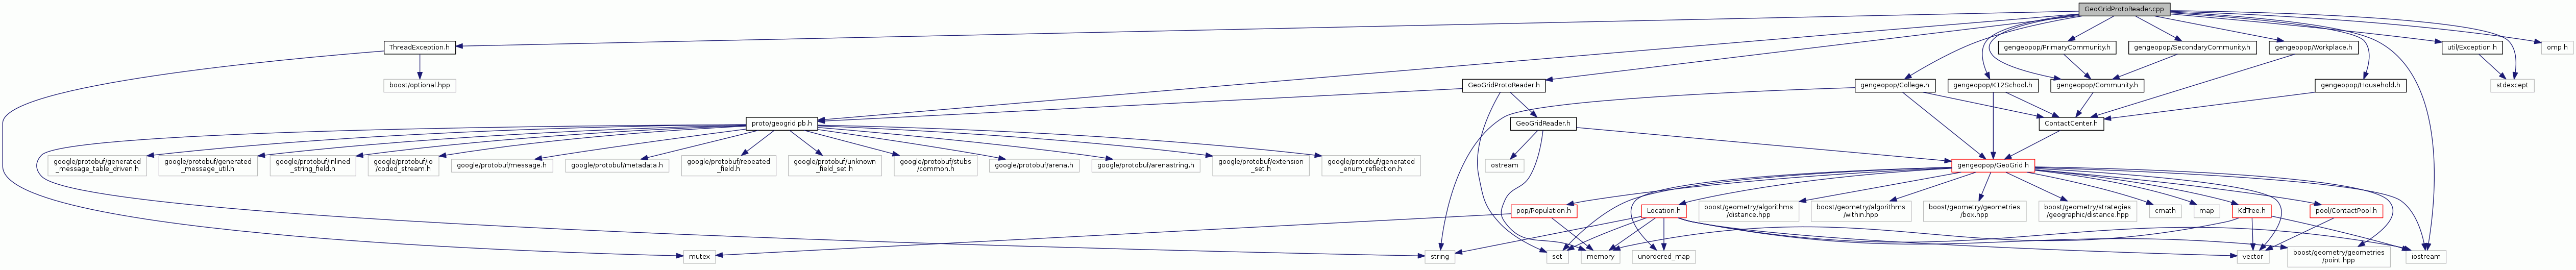 GeoGridProtoReader.cpp
ThreadException.h
gengeopop/PrimaryCommunity.h
gengeopop/SecondaryCommunity.h
gengeopop/Workplace.h
util/Exception.h
omp.h
boost/optional.hpp
GeoGridProtoReader.h
gengeopop/College.h
gengeopop/K12School.h
gengeopop/Community.h
gengeopop/Household.h
stdexcept
proto/geogrid.pb.h
GeoGridReader.h
ContactCenter.h
google/protobuf/generated
_message_table_driven.h
google/protobuf/generated
_message_util.h
google/protobuf/inlined
_string_field.h
google/protobuf/io
/coded_stream.h
google/protobuf/message.h
google/protobuf/metadata.h
google/protobuf/repeated
_field.h
google/protobuf/unknown
_field_set.h
google/protobuf/stubs
/common.h
google/protobuf/arena.h
google/protobuf/arenastring.h
google/protobuf/extension
_set.h
google/protobuf/generated
_enum_reflection.h
ostream
gengeopop/GeoGrid.h
pop/Population.h
Location.h
boost/geometry/algorithms
/distance.hpp
boost/geometry/algorithms
/within.hpp
boost/geometry/geometries
/box.hpp
boost/geometry/strategies
/geographic/distance.hpp
cmath
map
KdTree.h
pool/ContactPool.h
mutex
string
set
memory
unordered_map
vector
boost/geometry/geometries
/point.hpp
iostream